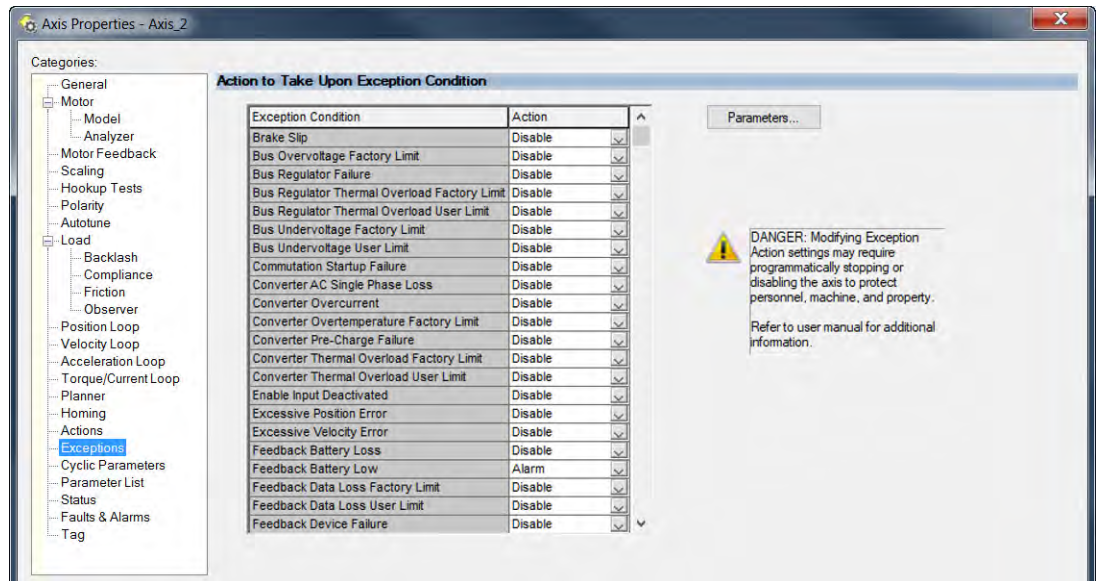 Axis Properties - Axis_2
X
Categories:
General
Motor
Model
Analyzer
Motor Feedback
Scaling
Hookup Tests
Polarity
Autotune
Load
Backlash
Compliance
Friction
Observer
Position Loop
Velocity Loop
Acceleration Loop
Torque/Current Loop
Planner
Homing
Actions
Exceptions
Cyclic Parameters
Parameter List
Status
Faults & Alarms
Tag
Action to Take Upon Exception Condition
Exception Condition Action
Brake Slip Disable
Bus Overvoltage Factory Limit Disable
Bus Regulator Failure Disable
Bus Regulator Thermal Overload Factory Limit Disable
Bus Regulator Thermal Overload User Limit Disable
Bus Undervoltage Factory Limit Disable
Bus Undervoltage User Limit Disable
Commutation Startup Failure Disable
Converter AC Single Phase Loss Disable
Converter Overcurrent Disable
Converter Overtemperature Factory Limit Disable
Converter Pre-Charge Failure Disable
Converter Thermal Overload Factory Limit Disable
Converter Thermal Overload User Limit Disable
Enable Input Deactivated Disable
Excessive Position Error Disable
Excessive Velocity Error Disable
Feedback Battery Loss Disable
Feedback Battery Low Alarm
Feedback Data Loss Factory Limit Disable
Feedback Data Loss User Limit Disable
Feedback Device Failure Disable
Parameters...
DANGER: Modifying Exception
Action settings may require
programmatically stopping or
disabling the axis to protect
personnel, machine, and property.
Refer to user manual for additional
information.